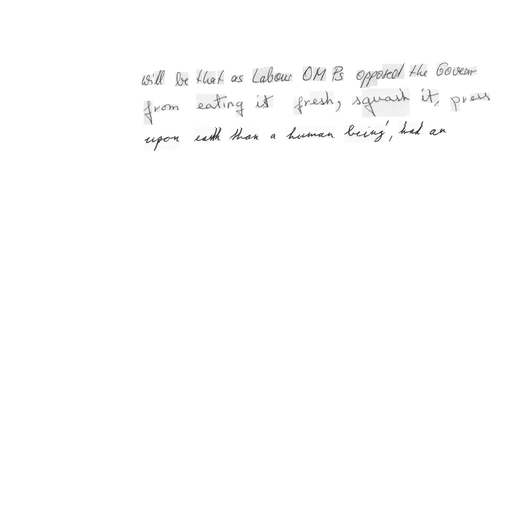 will be that as Labour OM Ps opposed the Govern
from eating it fresh, squash it, press
upon earth than a human being', had an